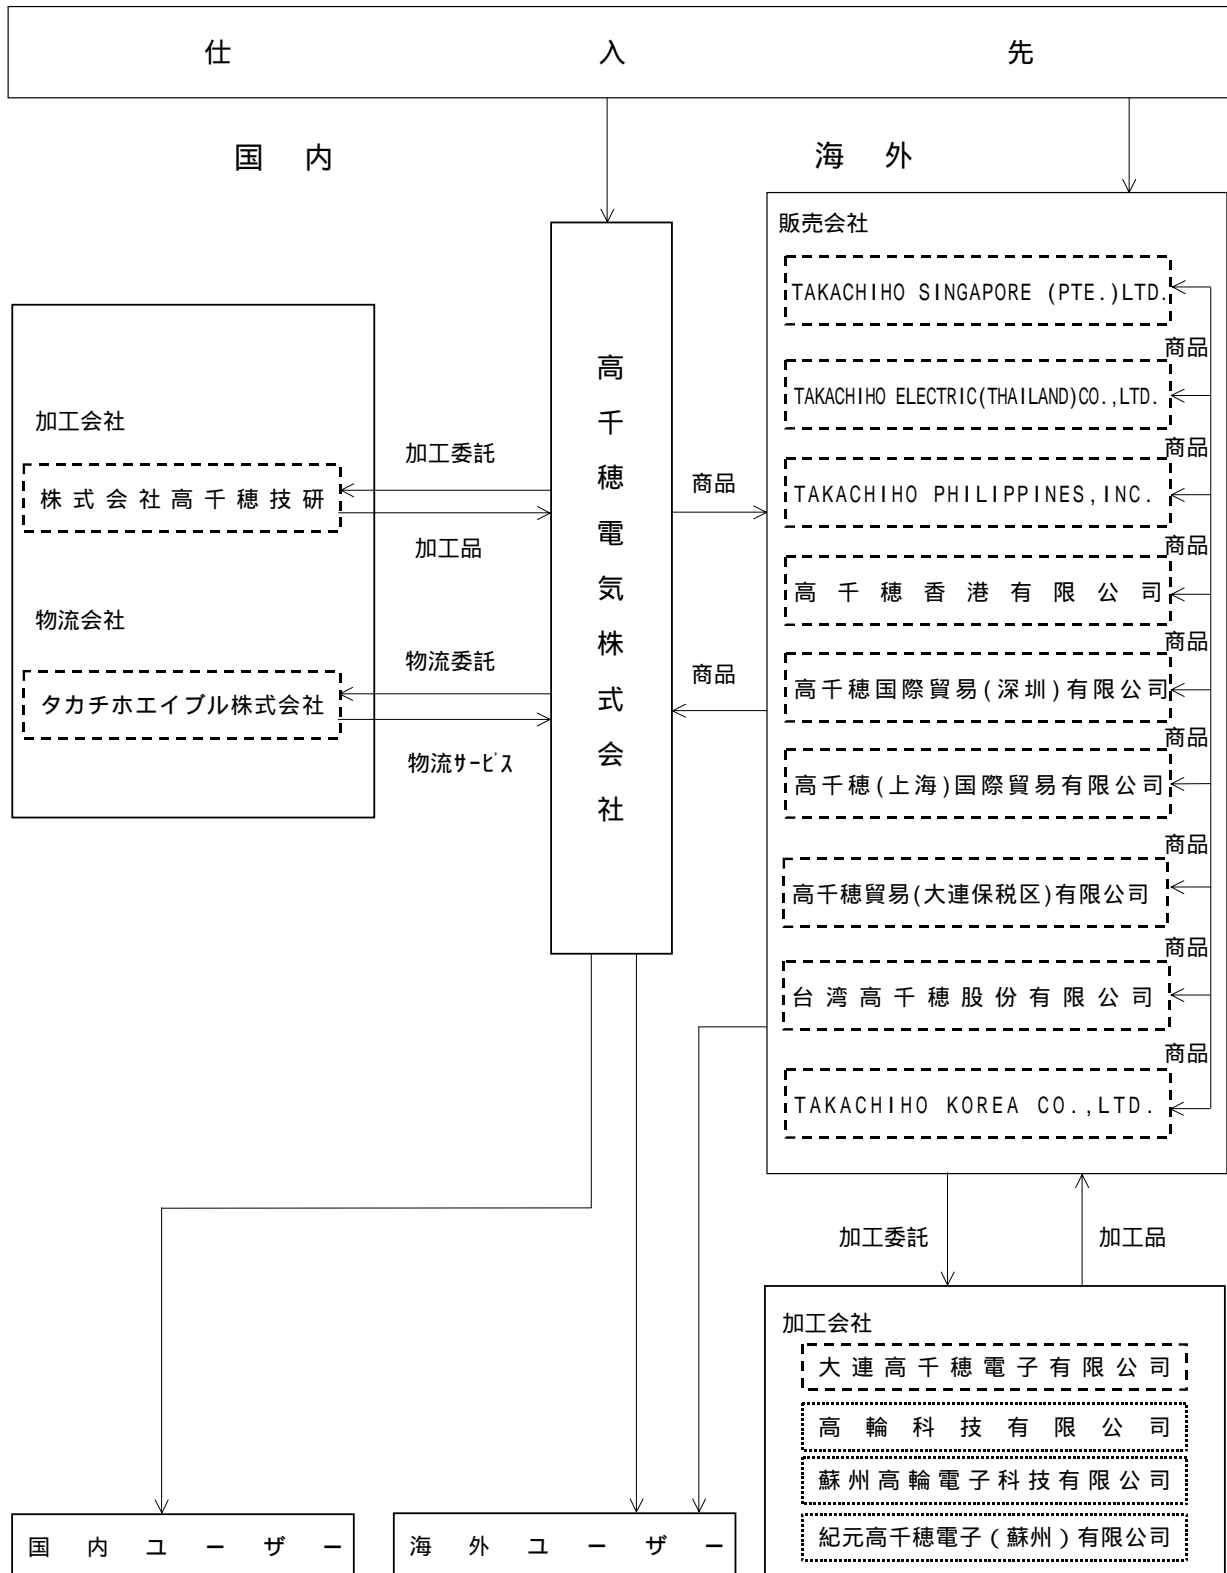 仕入先
国内
海外
販売会社
TAKACHIHO SINGAPORE (PTE.)LTD.
商品
TAKACHIHO ELECTRIC(THAILAND)CO.,LTD.
商品
TAKACHIHO PHILIPPINES,INC.
商品
高千穂香港有限公司
商品
高千穂国際貿易(深圳)有限公司
商品
高千穂(上海)国際貿易有限公司
商品
高千穂貿易(大連保税区)有限公司
商品
台湾高千穂股份有限公司
商品
TAKACHIHO KOREA CO.,LTD.
高千穂電気株式会社
加工会社
株式会社高千穂技研
加工委託
加工品
物流会社
タカチホエイブル株式会社
物流委託
物流ｻｰﾋﾞｽ
商品
商品
加工委託
加工品
加工会社
大連高千穂電子有限公司
高輪科技有限公司
蘇州高輪電子科技有限公司
紀元高千穂電子(蘇州)有限公司
国内ユーザー
海外ユーザー